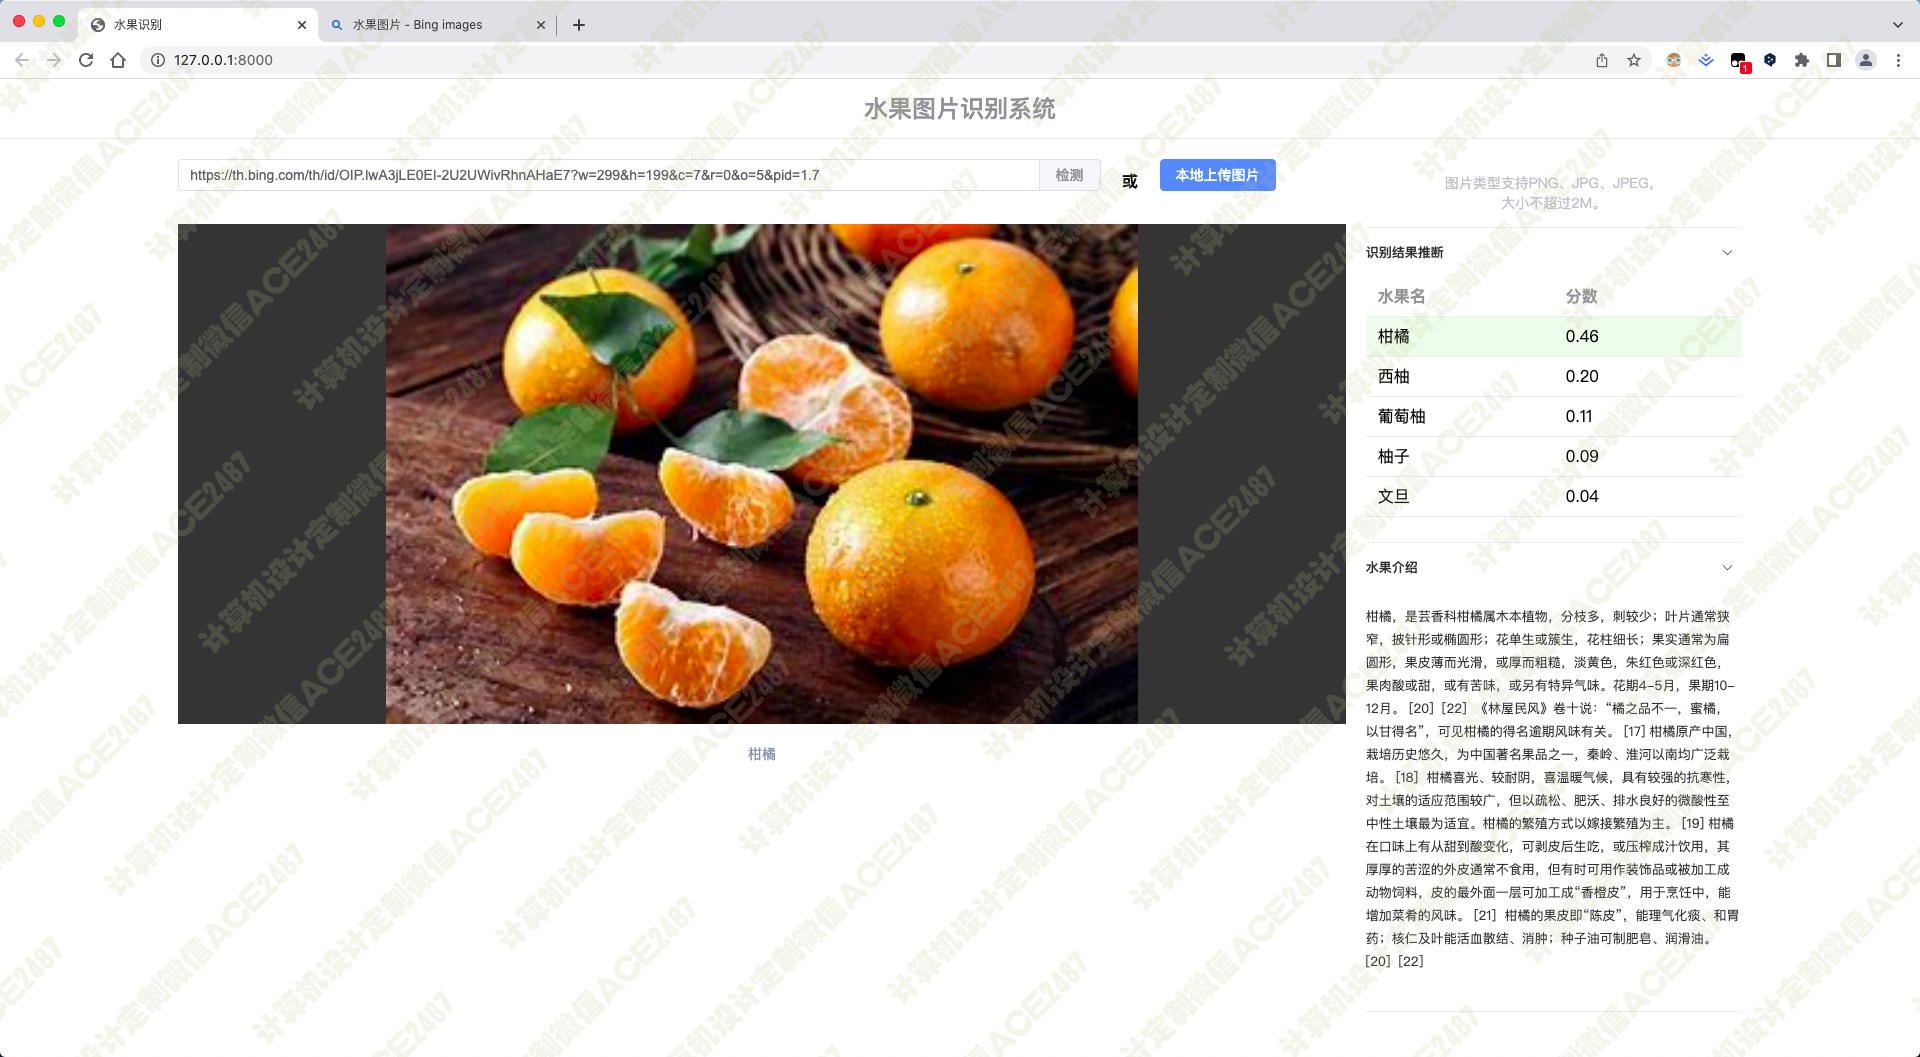 水果识别
水果图片 - Bing images
127.0.0.1:8000
1
水果图片识别系统
https://th.bing.com/th/id/OIP.lwA3jLE0EI-2U2UWivRhnAHaE7?w=299&h=199&c=7&r=0&o=5&pid=1.7
检测
或
本地上传图片
图片类型支持PNG、JPG、JPEG，
大小不超过2M。
识别结果推断
水果名 分数
柑橘 0.46
西柚 0.20
葡萄柚 0.11
柚子 0.09
文旦 0.04
柑橘
水果介绍
柑橘，是芸香科柑橘属木本植物，分枝多，刺较少；叶片通常狭
窄，披针形或椭圆形；花单生或簇生，花柱细长；果实通常为扁
圆形，果皮薄而光滑，或厚而粗糙，淡黄色，朱红色或深红色，
果肉酸或甜，或有苦味，或另有特异气味。花期4-5月，果期10-
12月。 [20] [22] 《林屋民风》卷十说：“橘之品不一，蜜橘，
以甘得名”，可见柑橘的得名逾期风味有关。 [17] 柑橘原产中国，
栽培历史悠久，为中国著名果品之一，秦岭、淮河以南均广泛栽
培。 [18] 柑橘喜光、较耐阴，喜温暖气候，具有较强的抗寒性，
对土壤的适应范围较广，但以疏松、肥沃、排水良好的微酸性至
中性土壤最为适宜。柑橘的繁殖方式以嫁接繁殖为主。 [19] 柑橘
在口味上有从甜到酸变化，可剥皮后生吃，或压榨成汁饮用，其
厚厚的苦涩的外皮通常不食用，但有时可用作装饰品或被加工成
动物饲料，皮的最外面一层可加工成“香橙皮”，用于烹饪中，能
增加菜肴的风味。 [21] 柑橘的果皮即“陈皮”，能理气化痰、和胃
药；核仁及叶能活血散结、消肿；种子油可制肥皂、润滑油。
[20] [22]
计算机设计定制微信ACE2487